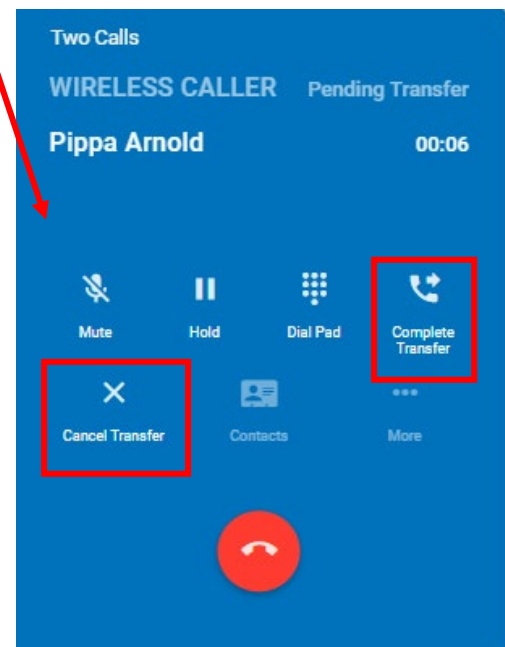 Two Calls
WIRELESS CALLER Pending Transfer
Pippa Arnold 00:06
Mute Hold Dial Pad Complete
Transfer
Cancel Transfer Contacts More